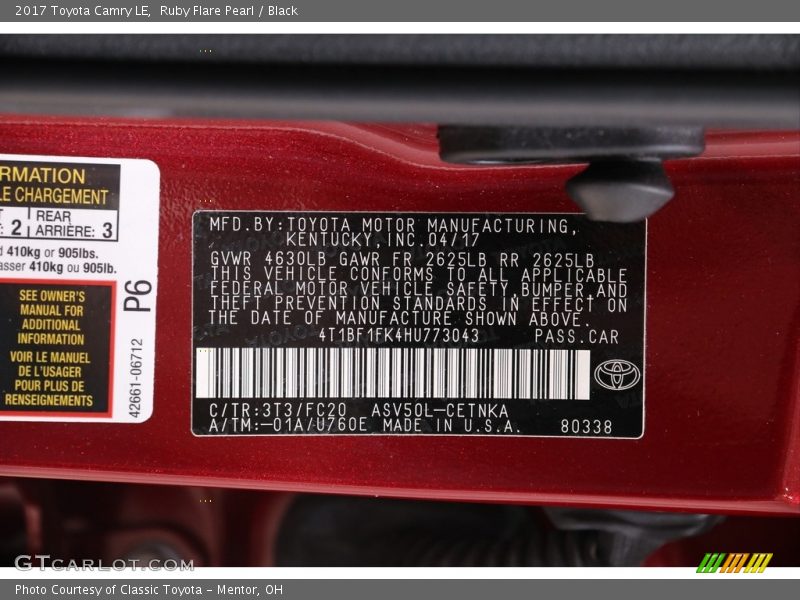 2017 Toyota Camry LE, Ruby Flare Pearl / Black
RMATION
LE CHARGEMENT
2
REAR
ARRIÈRE: 3
410kg or 905lbs.
asser 410kg ou 905lb.
SEE OWNER'S
MANUAL FOR
ADDITIONAL
INFORMATION
VOIR LE MANUEL
DE L'USAGER
POUR PLUS DE
RENSEIGNEMENTS
P6
42661-06712
MFD.BY:TOYOTA MOTOR MANUFACTURING,
KENTUCKY,INC.04/17
GVWR 4630LB GAWR FR 2625LB RR 2625LB
THIS VEHICLE CONFORMS TO ALL APPLICABLE
FEDERAL MOTOR VEHICLE SAFETY,BUMPER,AND
THEFT PREVENTION STANDARDS IN EFFECT ON
THE DATE OF MANUFACTURE SHOWN ABOVE.
4T1BF1FK4HU773043 PASS.CAR
C/TR:3T3/FC20 ASV50L-CETNKA
A/TM:-01A/U760E MADE IN U.S.A. 80338
GTCARLOT.COM
Photo Courtesy of Classic Toyota - Mentor, OH